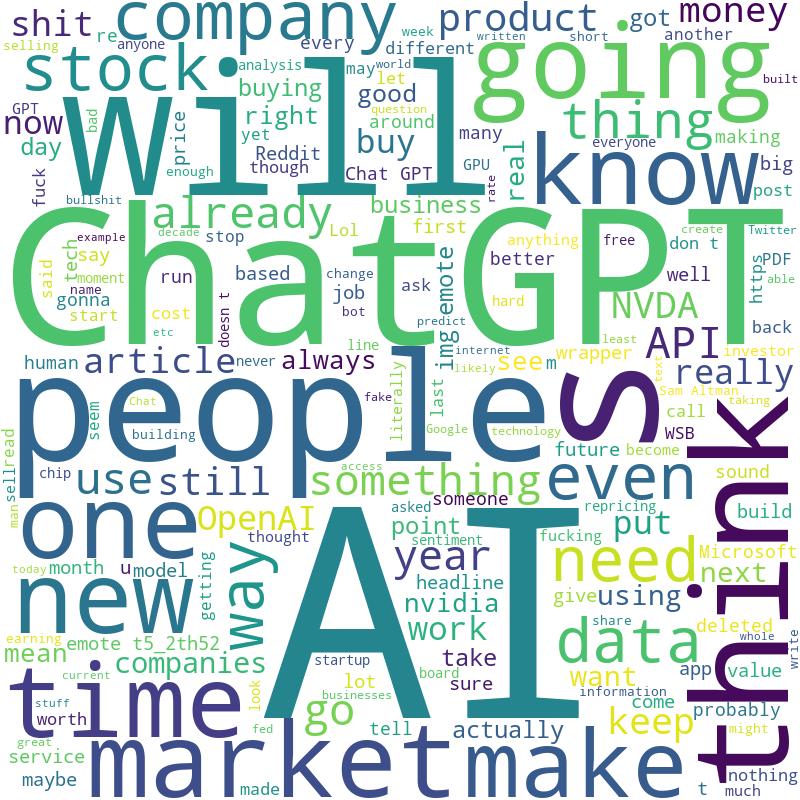 shit
company
product
got
money
re
anyone
week
written
short
another
selling
every
different
stock
analysis
may
world
let
going
built
GPT
will
buying
good
question
thing
now
bad
price
right
around
many
day
yet
buy
making
enough
Reddit
everyone
though
Chat GPT
GPU
real
know
big
fuck
rate
post
bullshit
already
business
ChatGPT
example
decade
stop
Lol
first
anything
free
don t
create
Twitter
said
tech
say
moment
better
https
PDF
name
run
based
change
ask
emote
hard
well
able
gonna
job
bot
img
NVDA
start
cost
doesn t
predict
least
back
etc
line
API
human
article
never
always
internet
see
m
wrapper
investor
likely
really
people
Chat
fake
literally
last
s
text
Sam Altman
taking
seem
building
Google
technology
call
think
read
WSB
sell
chip
use
still
access
something
future
become
even
sound
man
one
OpenAI
asked
someone
repricing
put
build
thought
point
sentiment
fucking
need
Microsoft
today
month
u
model
getting
way
year
headline
next
new
AI
nvidia
give
using
earning
emote t5_2th52
work
share
data
deleted
whole
write
mean
companies
startup
board
take
want
app
value
current
lot
sure
information
time
stuff
look
businesses
go
come
probably
worth
fed
tell
actually
keep
might
great
service
market
make
maybe
made
t
nothing
much